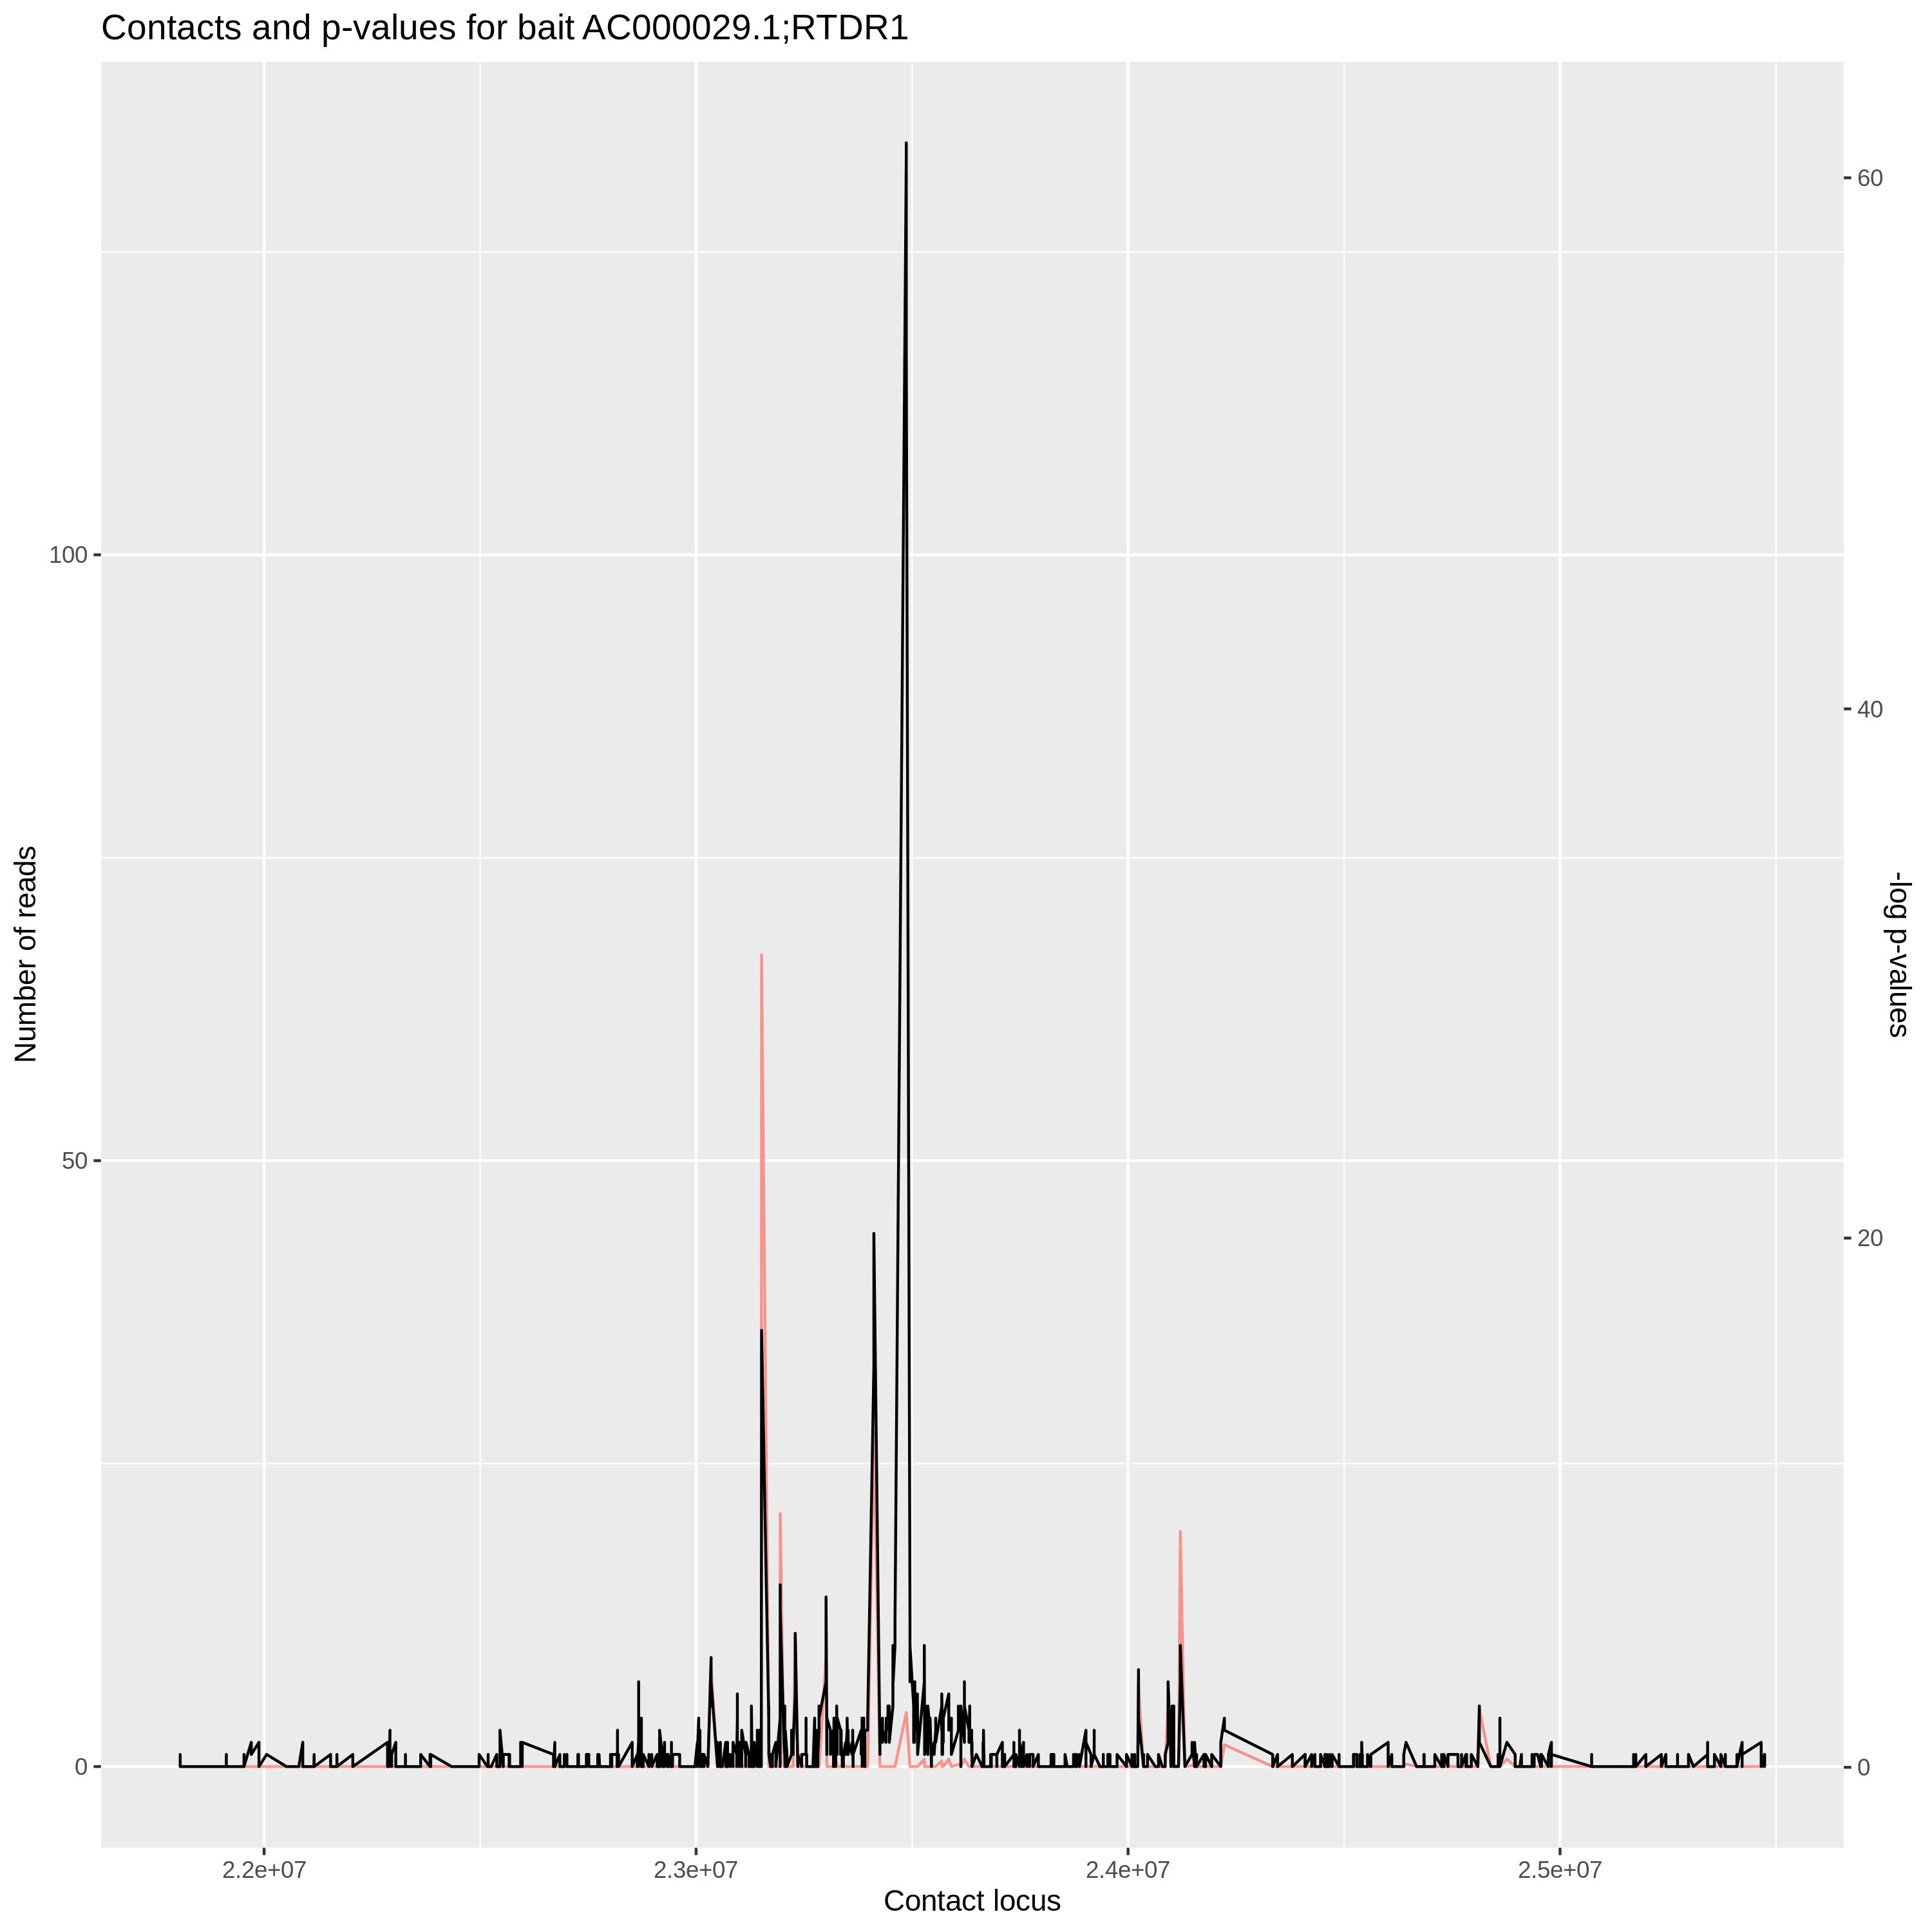 Contacts and p-values for bait AC000029.1;RTDR1
60
100
40
Number of reads
-log p-values
50
20
0
0
2.2e+07
2.3e+07
2.4e+07
2.5e+07
Contact locus